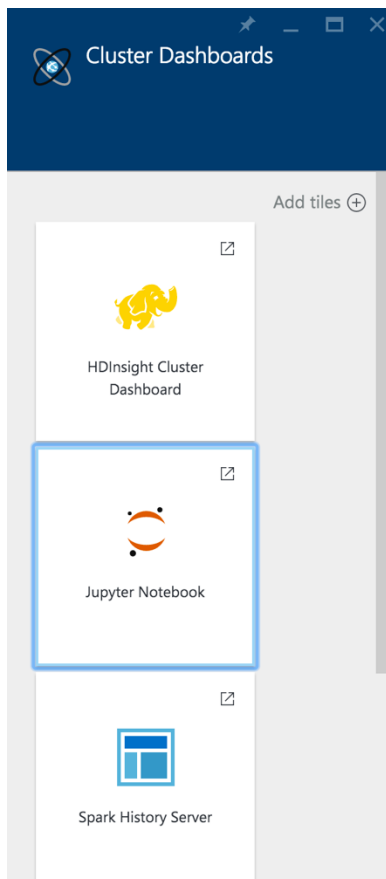 Cluster Dashboards
Add tiles
HDInsight Cluster
Dashboard
Jupyter Notebook
Spark History Server